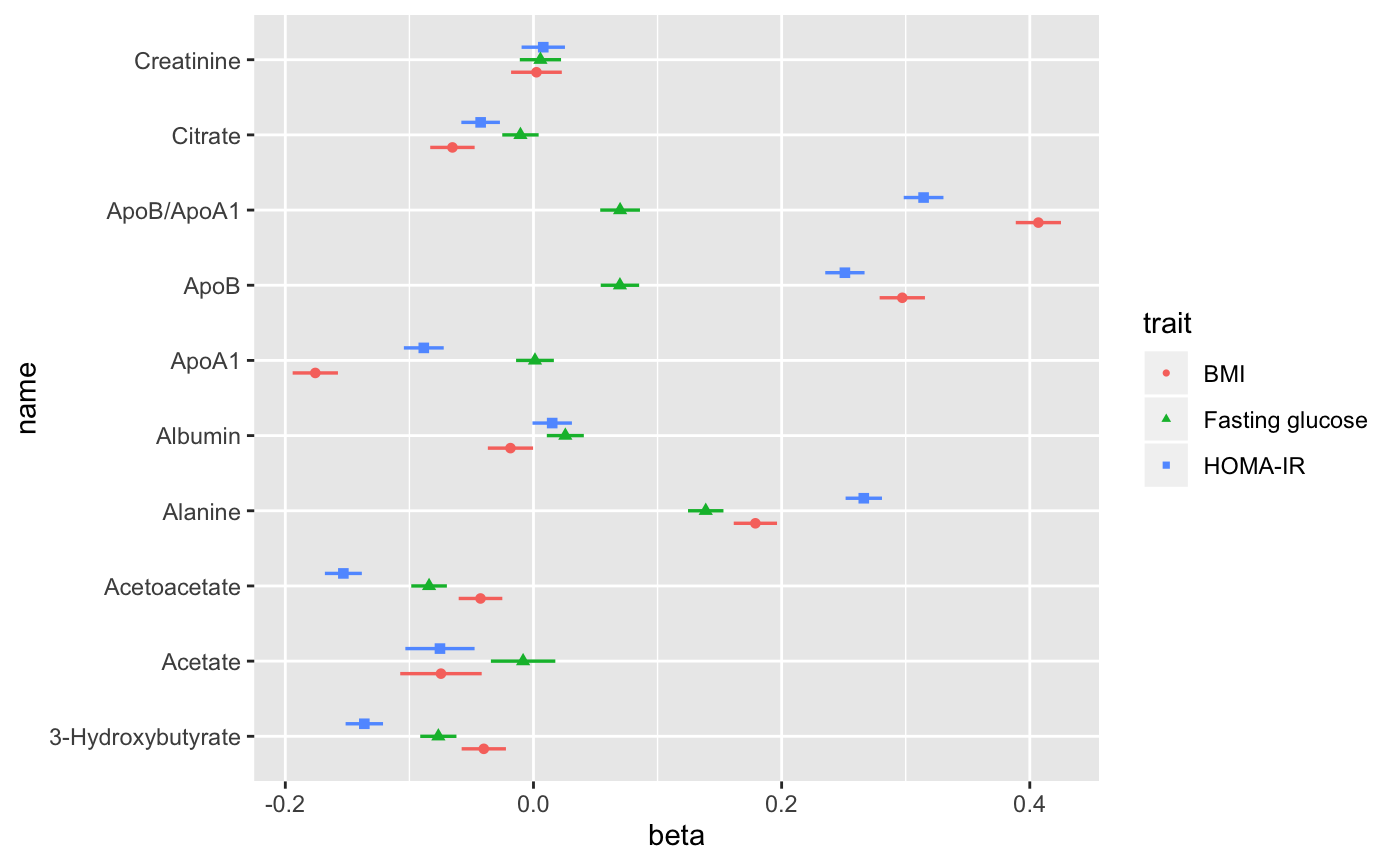 Creatinine
Citrate
ApoB/ApoA1
ApoB
ApoA1
Albumin
Alanine
Acetoacetate
Acetate
3-Hydroxybutyrate
name
-0.2 0.0 0.2 0.4
beta
trait
BMI
Fasting glucose
HOMA-IR